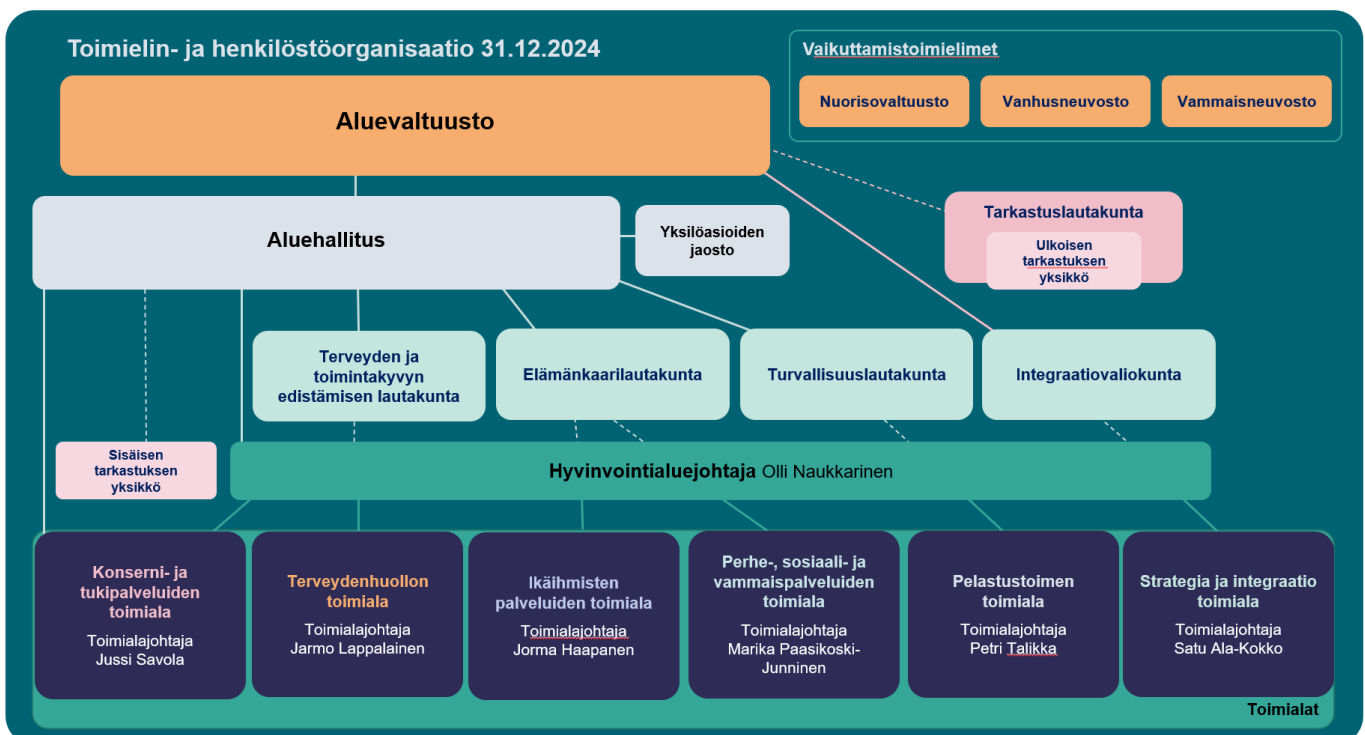 Toimielin- ja henkilöstöorganisaatio 31.12.2024
Vaikuttamistoimielimet
Nuorisovaltuusto
Vanhusneuvosto
Vammaisneuvosto
Aluevaltuusto
Tarkastuslautakunta
Ulkoisen
tarkastuksen
yksikkö
Aluehallitus
Yksilöasioiden
jaosto
Terveyden ja
toimintakyvyn
edistämisen lautakunta
Elämänkaarilautakunta
Turvallisuuslautakunta
Integraatiovaliokunta
Sisäisen
tarkastuksen
yksikkö
Hyvinvointialuejohtaja Olli Naukkarinen
Konserni- ja
tukipalveluiden
toimiala
Toimialajohtaja
Jussi Savola
Terveydenhuollon
toimiala
Toimialajohtaja
Jarmo Lappalainen
Ikäihmisten
palveluiden toimiala
Toimialajohtaja
Jorma Haapanen
Perhe-, sosiaali- ja
vammaispalveluiden
toimiala
Toimialajohtaja
Marika Paasikoski-
Junninen
Pelastustoimen
toimiala
Toimialajohtaja
Petri Talikka
Strategia ja integraatio
toimiala
Toimialajohtaja
Satu Ala-Kokko
Toimialat